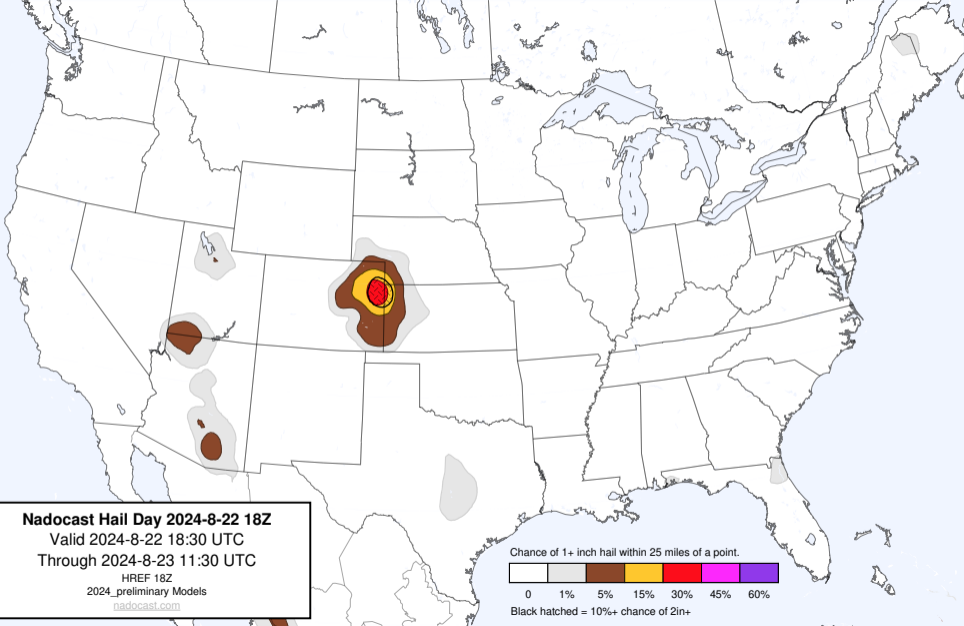 Nadocast Hail Day 2024-8-22 18Z
Valid 2024-8-22 18:30 UTC
Through 2024-8-23 11:30 UTC
HREF 18Z
2024_preliminary Models
nadocast.com
Chance of 1+ inch hail within 25 miles of a point.
0 1% 5% 15% 30% 45% 60%
Black hatched = 10%+ chance of 2in+